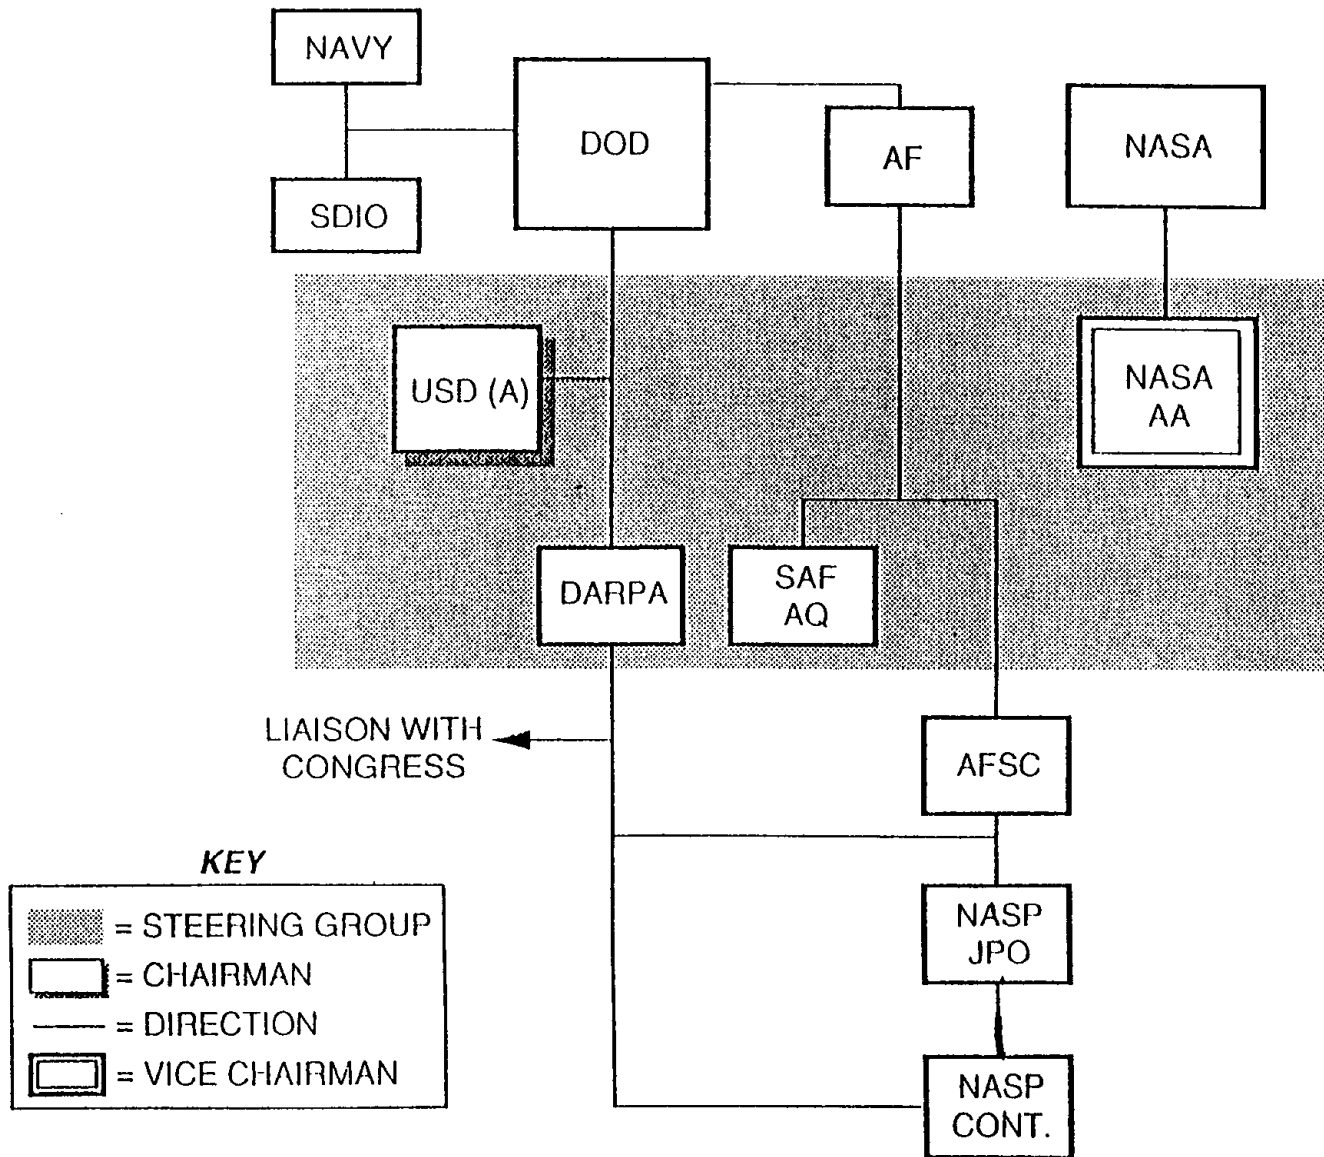 NAVY
DOD
AF
NASA
SDIO
USD (A)
NASA
AA
DARPA
SAF
AQ
LIAISON WITH
CONGRESS
AFSC
KEY
= STEERING GROUP
= CHAIRMAN
= DIRECTION
= VICE CHAIRMAN
NASP
JPO
NASP
CONT.